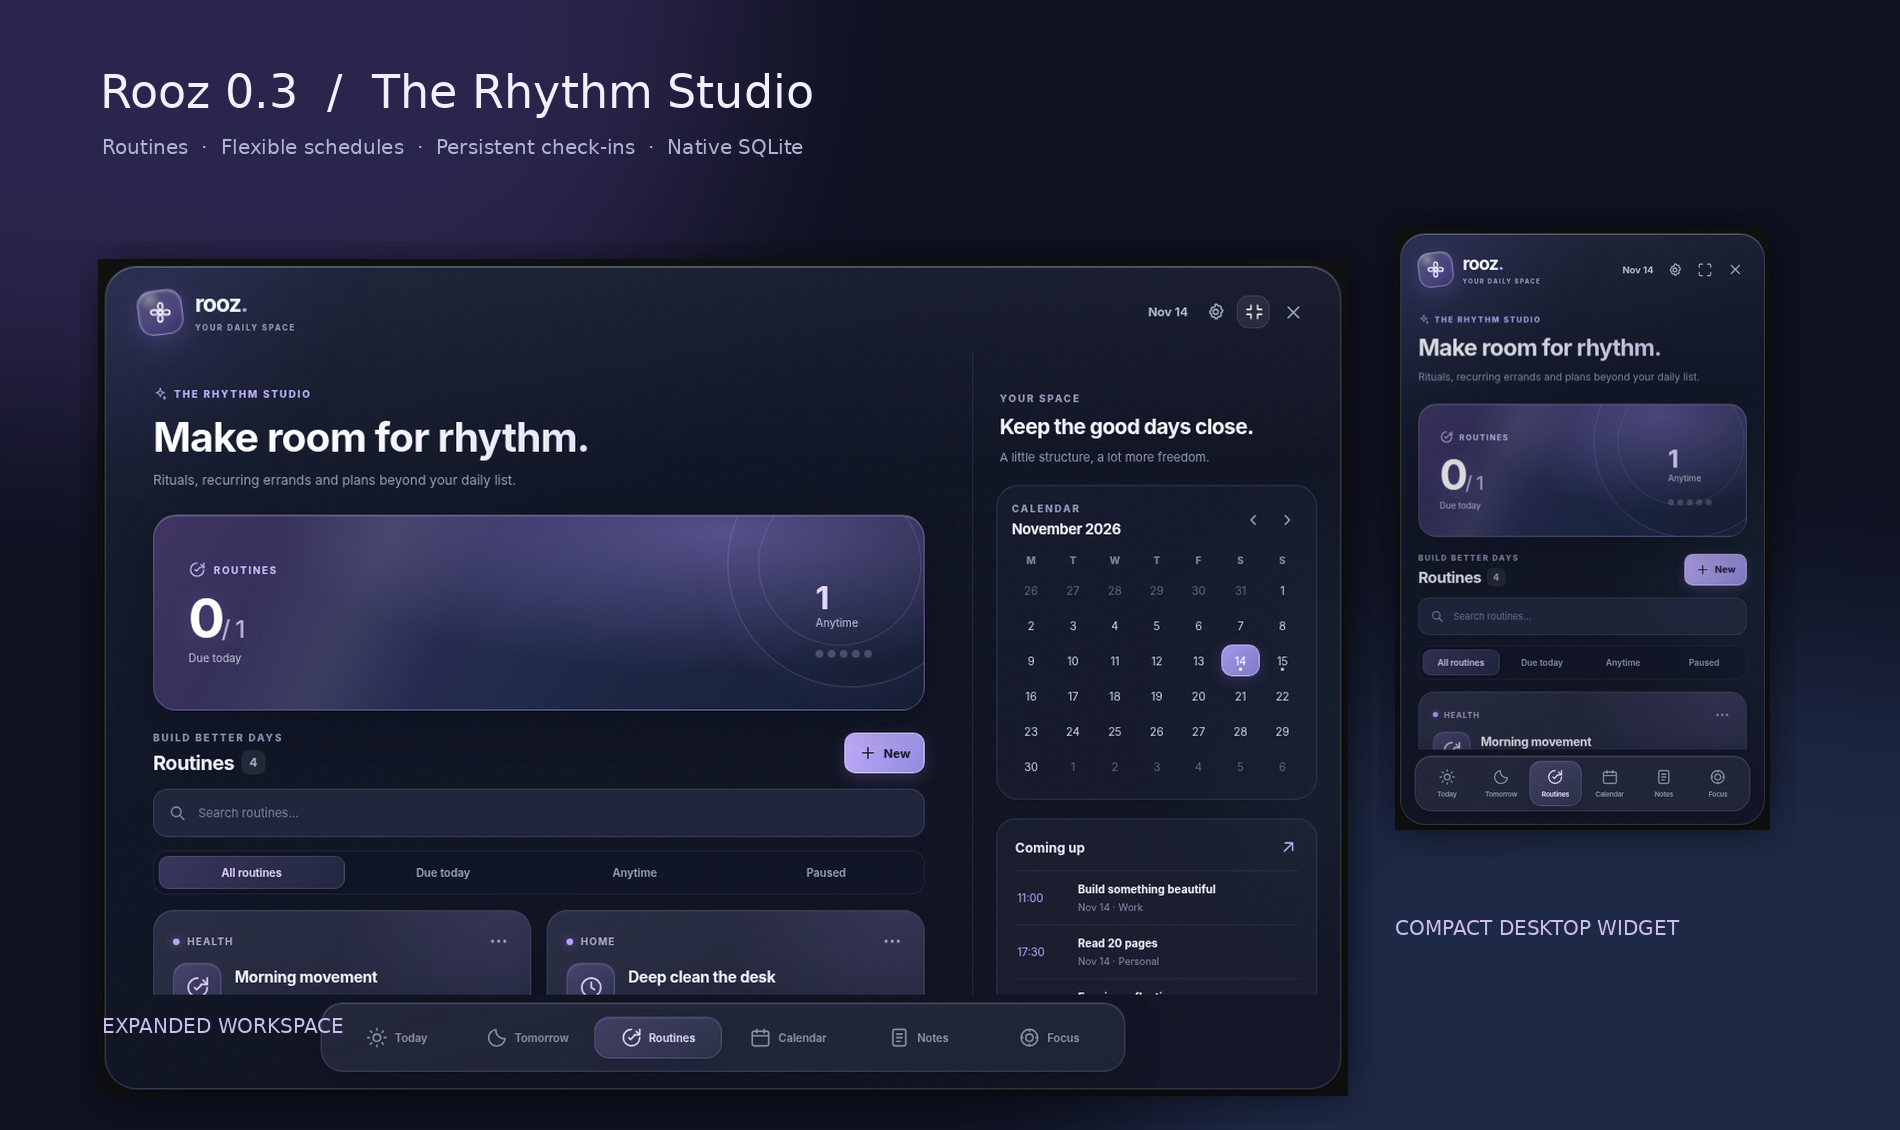 Rooz 0.3 / The Rhythm Studio
Routines · Flexible schedules · Persistent check-ins · Native SQLite
rooz.
YOUR DAILY SPACE
Nov 14
THE RHYTHM STUDIO
Make room for rhythm.
Rituals, recurring errands and plans beyond your daily list.
ROUTINES
0/ 1
Due today
1
Anytime
BUILD BETTER DAYS
Routines 4
New
Search routines...
All routines Due today Anytime Paused
HEALTH
Morning movement
HOME
Deep clean the desk
YOUR SPACE
Keep the good days close.
A little structure, a lot more freedom.
CALENDAR
November 2026
M T W T F S S
26 27 28 29 30 31 1
2 3 4 5 6 7 8
9 10 11 12 13 14 15
16 17 18 19 20 21 22
23 24 25 26 27 28 29
30 1 2 3 4 5 6
Coming up
11:00 Build something beautiful
Nov 14 · Work
17:30 Read 20 pages
Nov 14 · Personal
EXPANDED WORKSPACE
Today Tomorrow Routines Calendar Notes Focus
rooz.
YOUR DAILY SPACE
Nov 14
THE RHYTHM STUDIO
Make room for rhythm.
Rituals, recurring errands and plans beyond your daily list.
ROUTINES
0/ 1
Due today
1
Anytime
BUILD BETTER DAYS
Routines 4
New
Search routines...
All routines Due today Anytime Paused
HEALTH
Morning movement
Today Tomorrow Routines Calendar Notes Focus
COMPACT DESKTOP WIDGET